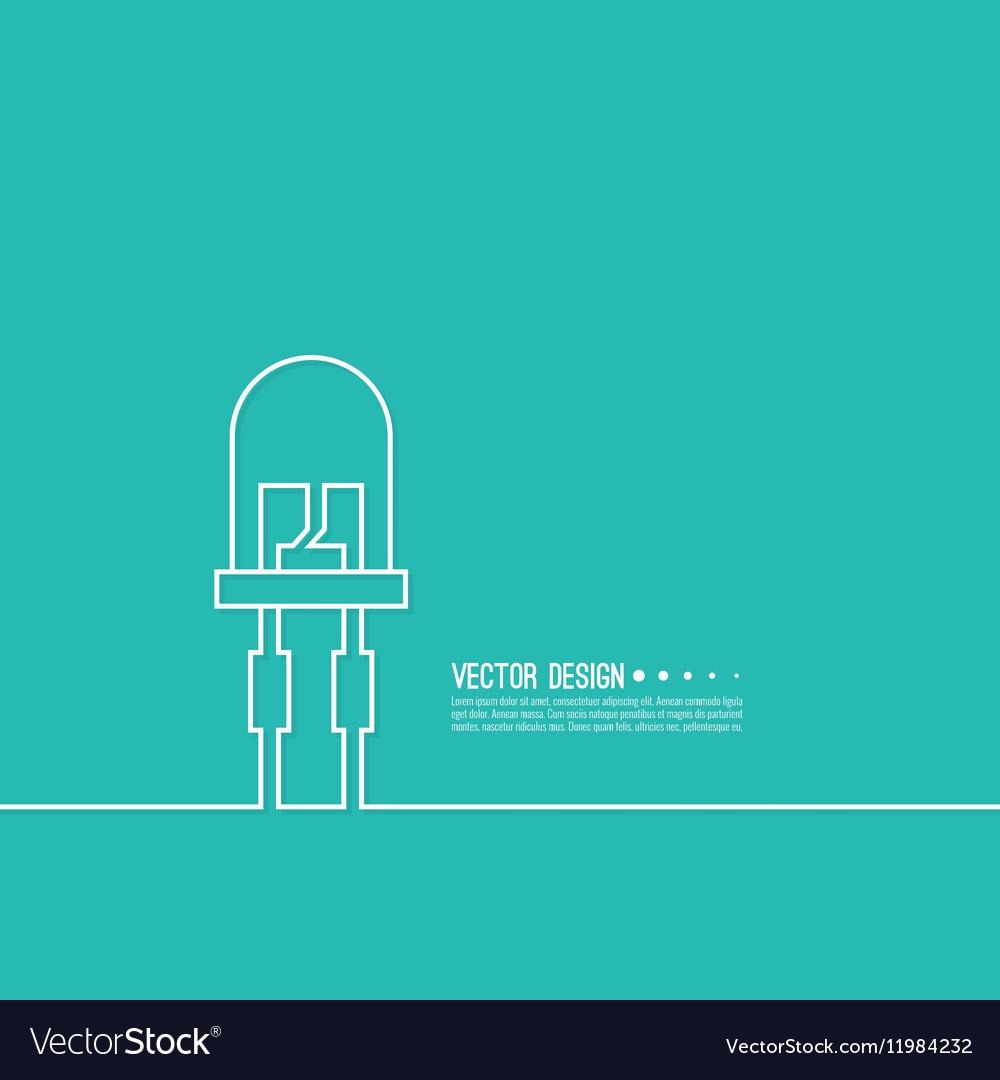 VECTOR DESIGN
Lorem ipsum dolor sit amet, consectetuer adipiscing elit. Aenean commodo ligula
eget dolor. Aenean massa. Cum sociis natoque penatibus et magnis dis parturient
montes, nascetur ridiculus mus. Donec quam felis, ultricies nec, pellentesque eu,
VectorStock®
VectorStock.com/11984232